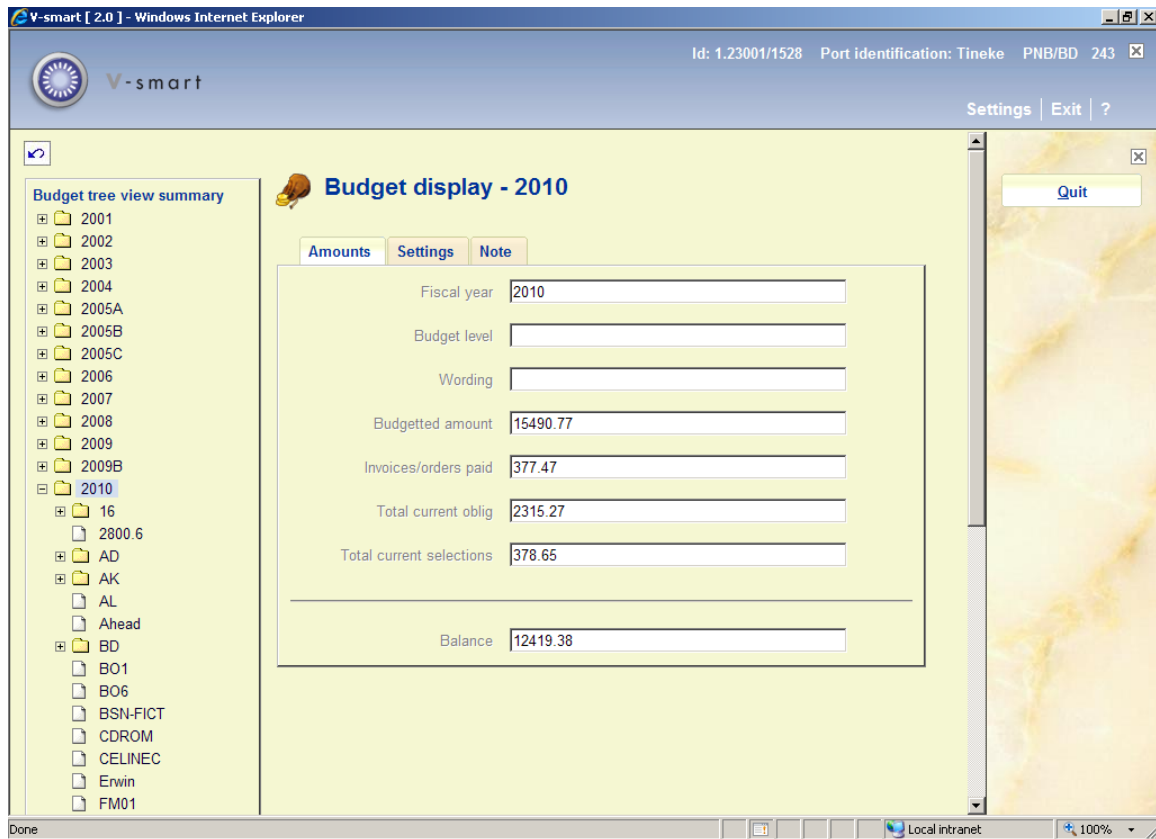 V-smart [ 2.0 ] - Windows Internet Explorer
Id: 1.23001/1528 Port identification: Tineke PNB/BD 243
V-smart
Settings | Exit | ?
Budget tree view summary
2001
2002
2003
2004
2005A
2005B
2005C
2006
2007
2008
2009
2009B
2010
16
2800.6
AD
AK
AL
Ahead
BD
BO1
BO6
BSN-FICT
CDROM
CELINEC
Erwin
FM01
Budget display - 2010
Amounts Settings Note
Fiscal year 2010
Budget level
Wording
Budgetted amount 15490.77
Invoices/orders paid 377.47
Total current oblig 2315.27
Total current selections 378.65
Balance 12419.38
Quit
Done Local intranet 100%